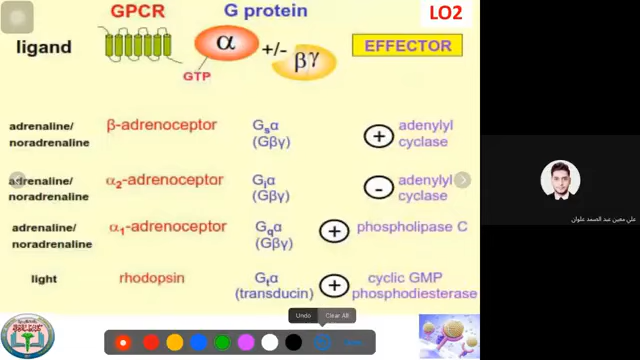 GPCR G protein LO2
ligand α +/- βγ EFFECTOR
GTP
adrenaline/ β-adrenoceptor Gsα + adenylyl
noradrenaline (Gβγ) cyclase
adrenaline/ α2-adrenoceptor Giα - adenylyl
noradrenaline (Gβγ) cyclase
adrenaline/ α1-adrenoceptor Gqα + phospholipase C
noradrenaline (Gβγ)
light rhodopsin Gtα + cyclic GMP
(transducin) phosphodiesterase
علي معين عبد الصمد علوان
Undo Clear All